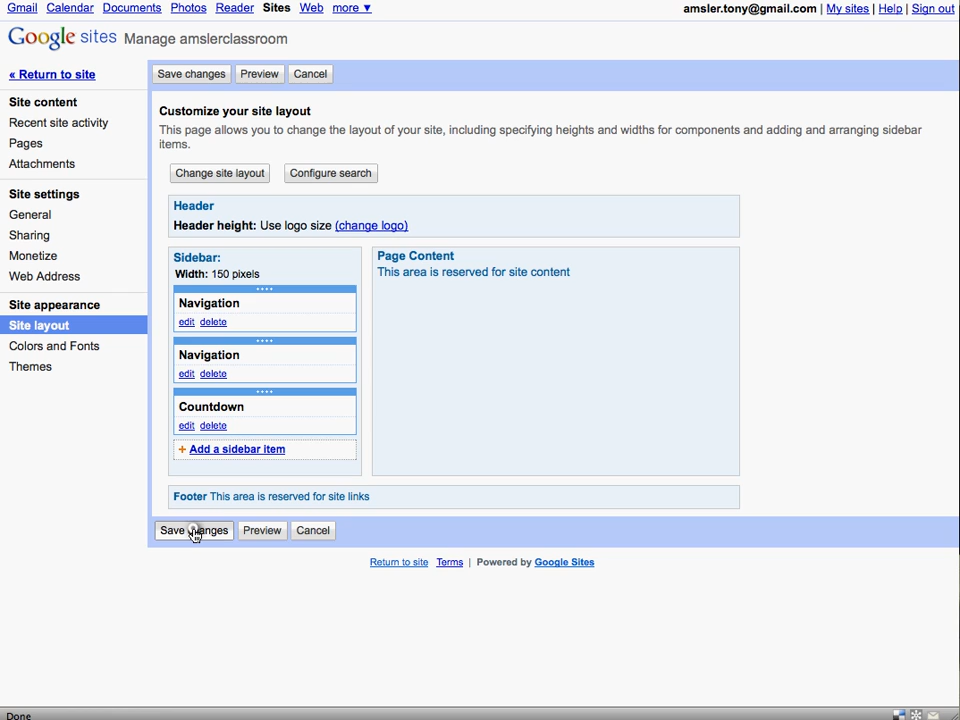 Gmail Calendar Documents Photos Reader Sites Web more ▼ amsler.tony@gmail.com | My sites | Help | Sign out
Google sites Manage amslerclassroom
« Return to site
Save changes Preview Cancel
Site content
Recent site activity
Pages
Attachments
Site settings
General
Sharing
Monetize
Web Address
Site appearance
Site layout
Colors and Fonts
Themes
Customize your site layout
This page allows you to change the layout of your site, including specifying heights and widths for components and adding and arranging sidebar
items.
Change site layout Configure search
Header
Header height: Use logo size (change logo)
Sidebar:
Width: 150 pixels
Navigation
edit delete
Navigation
edit delete
Countdown
edit delete
+ Add a sidebar item
Page Content
This area is reserved for site content
Footer This area is reserved for site links
Save changes Preview Cancel
Return to site Terms | Powered by Google Sites
Done